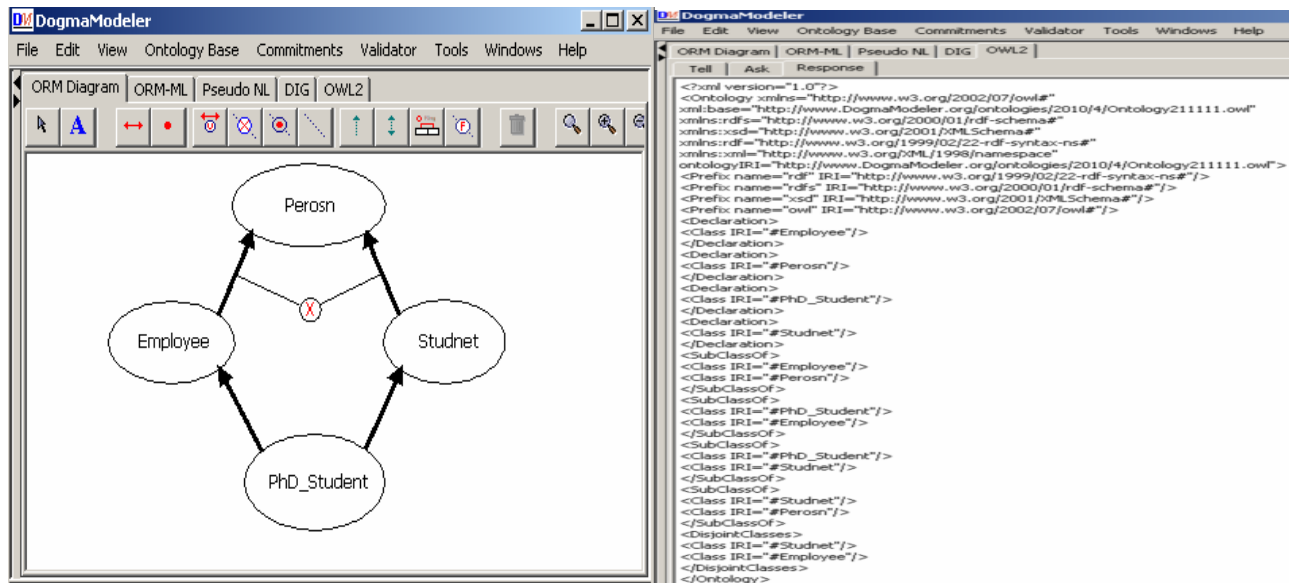 DogmaModeler
File Edit View Ontology Base Commitments Validator Tools Windows Help
ORM Diagram ORM-ML Pseudo NL DIG OWL2
A
Perosn
X
Employee
Studnet
PhD_Student
DogmaModeler
File Edit View Ontology Base Commitments Validator Tools Windows Help
ORM Diagram ORM-ML Pseudo NL DIG OWL2
Tell Ask Response
<?xml version="1.0"?>
<Ontology xmlns="http://www.w3.org/2002/07/owl#"
xml:base="http://www.DogmaModeler.org/ontologies/2010/4/Ontology211111.owl"
xmlns:rdfs="http://www.w3.org/2000/01/rdf-schema#"
xmlns:xsd="http://www.w3.org/2001/XMLSchema#"
xmlns:rdf="http://www.w3.org/1999/02/22-rdf-syntax-ns#"
xmlns:xml="http://www.w3.org/XML/1998/namespace"
ontologyIRI="http://www.DogmaModeler.org/ontologies/2010/4/Ontology211111.owl">
<Prefix name="rdf" IRI="http://www.w3.org/1999/02/22-rdf-syntax-ns#"/>
<Prefix name="rdfs" IRI="http://www.w3.org/2000/01/rdf-schema#"/>
<Prefix name="xsd" IRI="http://www.w3.org/2001/XMLSchema#"/>
<Prefix name="owl" IRI="http://www.w3.org/2002/07/owl#"/>
<Declaration>
<Class IRI="#Employee"/>
</Declaration>
<Declaration>
<Class IRI="#Perosn"/>
</Declaration>
<Declaration>
<Class IRI="#PhD_Student"/>
</Declaration>
<Declaration>
<Class IRI="#Studnet"/>
</Declaration>
<SubClassOf>
<Class IRI="#Employee"/>
<Class IRI="#Perosn"/>
</SubClassOf>
<SubClassOf>
<Class IRI="#PhD_Student"/>
<Class IRI="#Employee"/>
</SubClassOf>
<SubClassOf>
<Class IRI="#PhD_Student"/>
<Class IRI="#Studnet"/>
</SubClassOf>
<SubClassOf>
<Class IRI="#Studnet"/>
<Class IRI="#Perosn"/>
</SubClassOf>
<DisjointClasses>
<Class IRI="#Studnet"/>
<Class IRI="#Employee"/>
</DisjointClasses>
</Ontology>